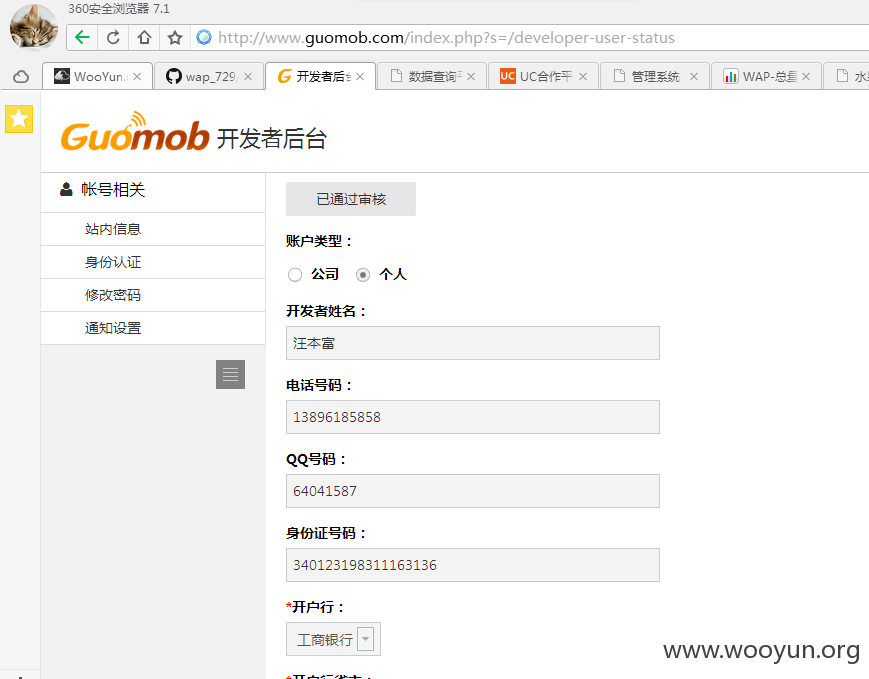 360安全浏览器 7.1
http://www.guomob.com/index.php?s=/developer-user-status
WooYun. wap_729 开发者后台 数据查询 UC合作平 管理系统 WAP-总量
Guomob 开发者后台
帐号相关
站内信息
身份认证
修改密码
通知设置
已通过审核
账户类型：
公司 个人
开发者姓名：
汪本富
电话号码：
13896185858
QQ号码：
64041587
身份证号码：
340123198311163136
*开户行：
工商银行
www.wooyun.org